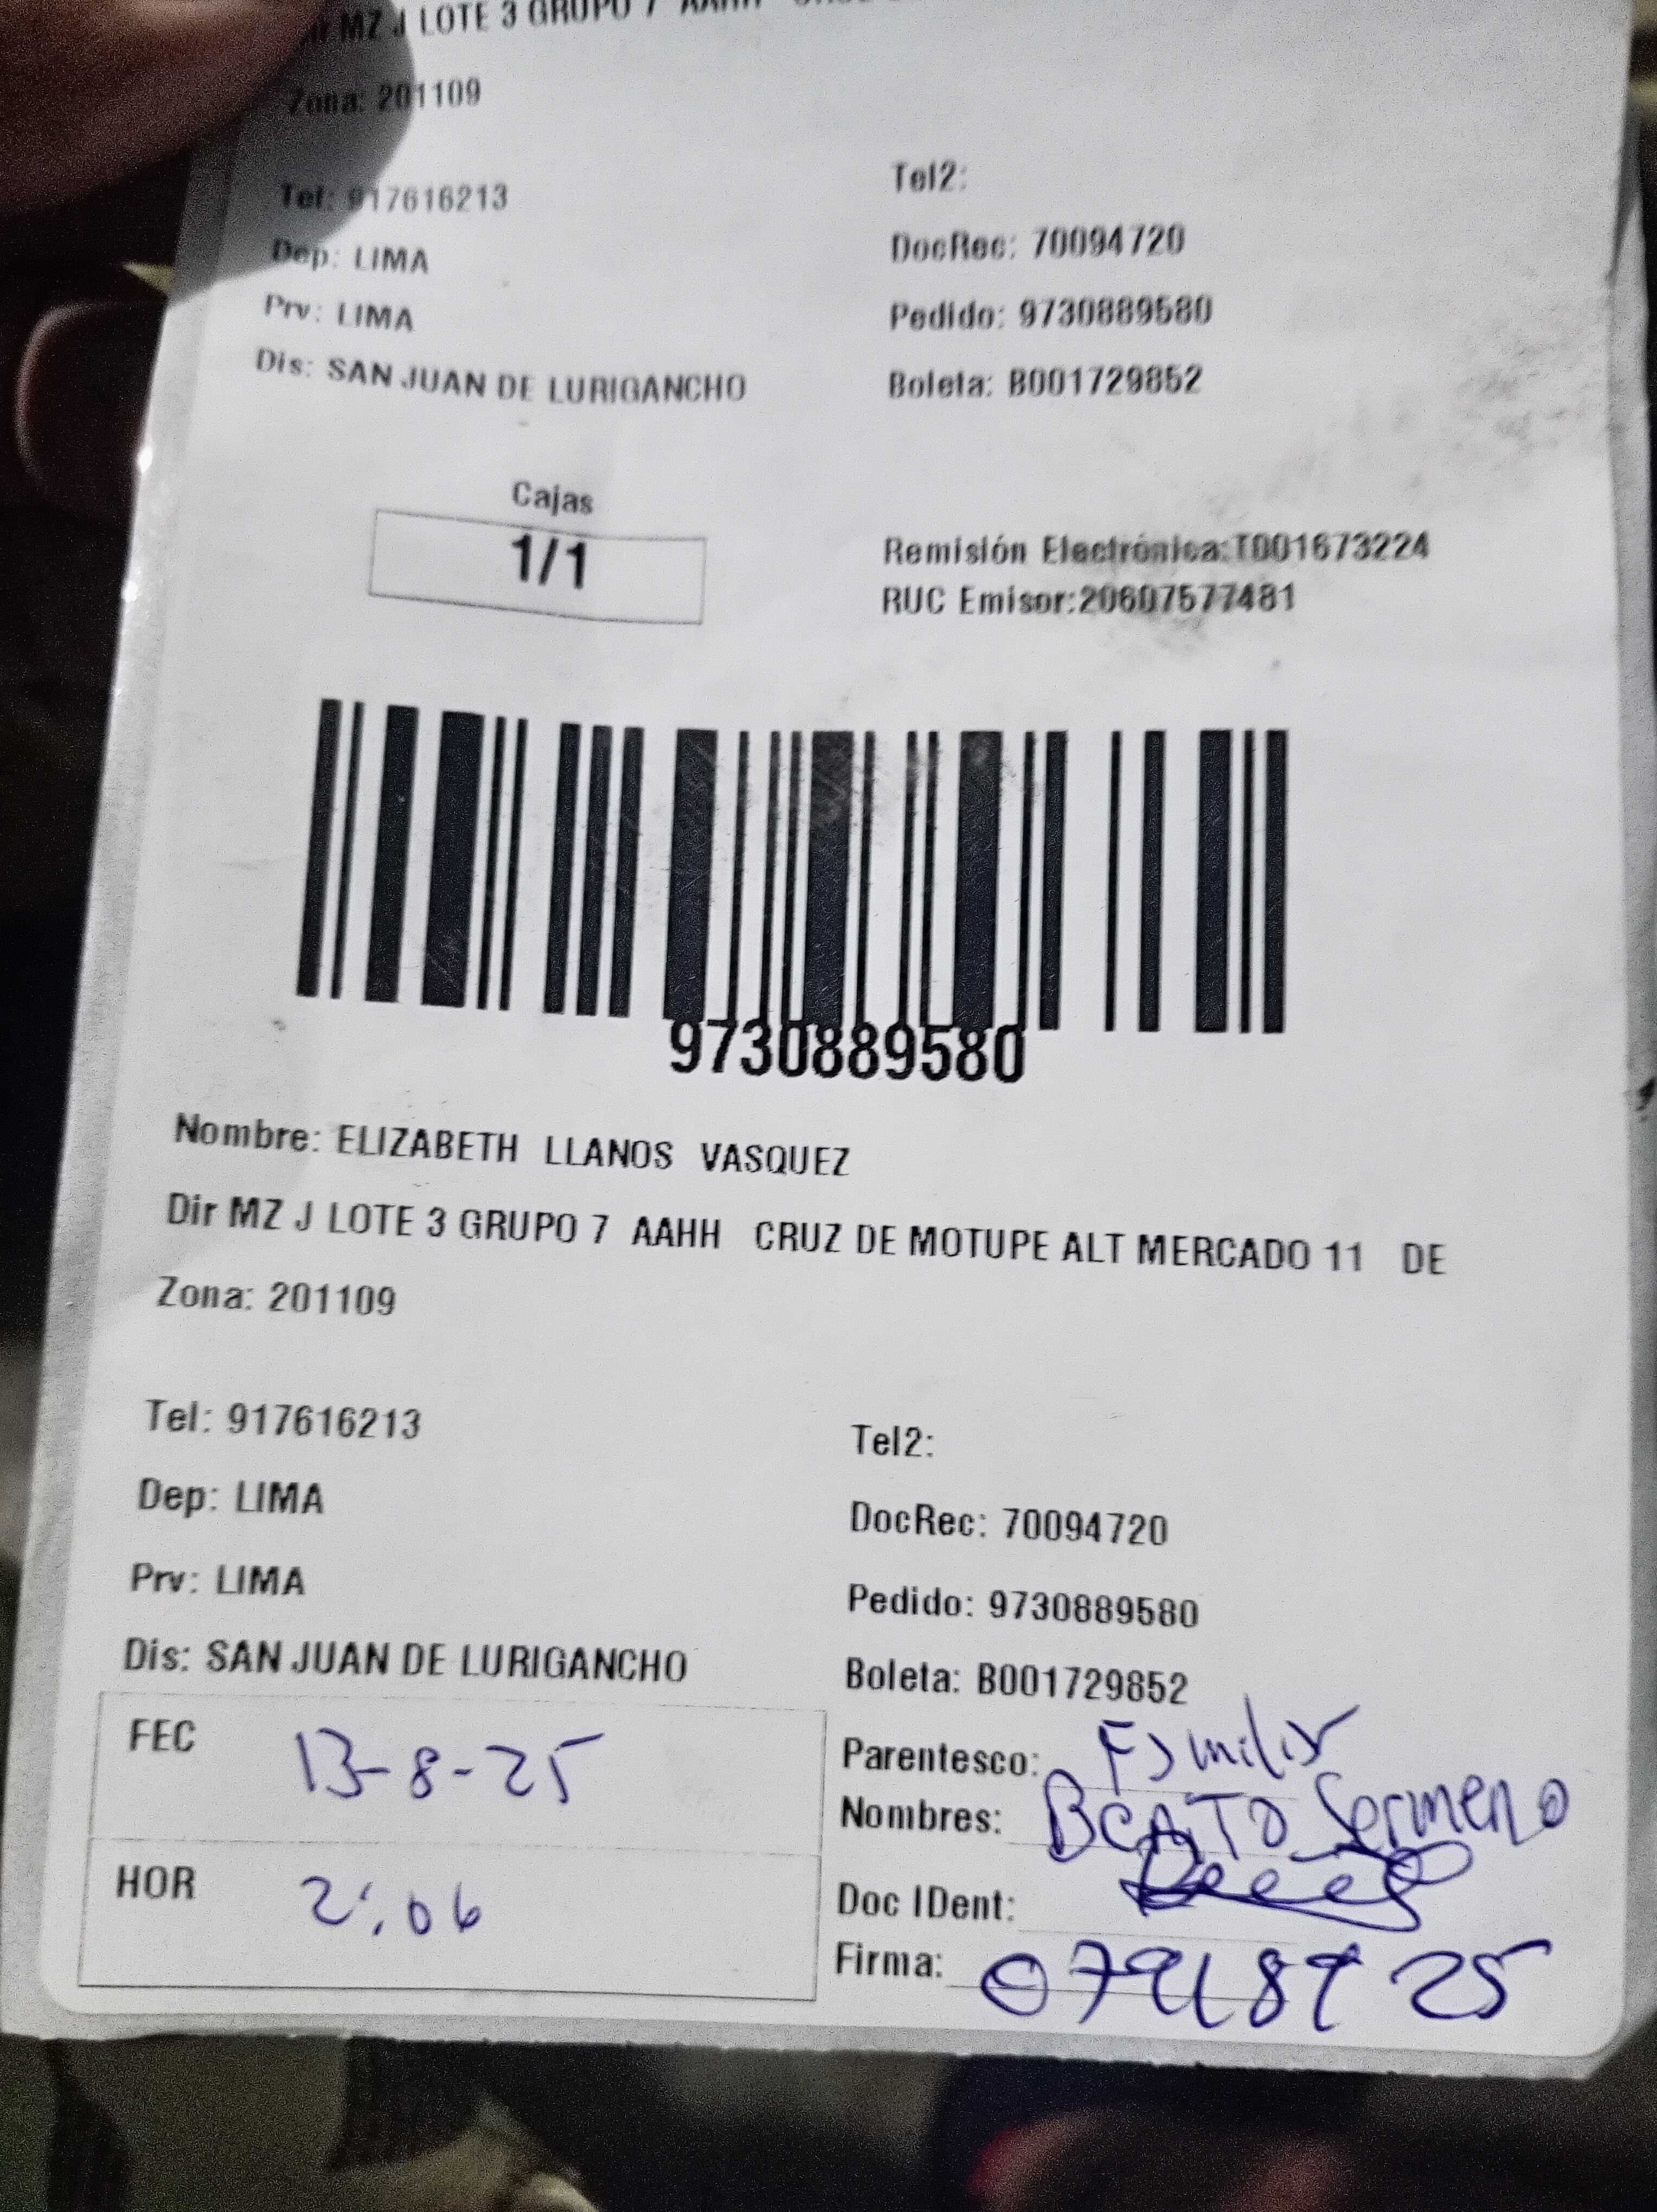 MZ J LOTE 3 GRUPO 7 AAHH
Zona: 201109
Tel: 917616213
Tel2:
Dep: LIMA
DocRec: 70094720
Prv: LIMA
Pedido: 9730889580
Dis: SAN JUAN DE LURIGANCHO
Boleta: B001729852
Cajas
1/1
Remisión Electrónica:T001673224
RUC Emisor:20607577481
9730889580
Nombre: ELIZABETH LLANOS VASQUEZ
Dir MZ J LOTE 3 GRUPO 7 AAHH CRUZ DE MOTUPE ALT MERCADO 11 DE
Zona: 201109
Tel: 917616213
Tel2:
Dep: LIMA
DocRec: 70094720
Prv: LIMA
Pedido: 9730889580
Dis: SAN JUAN DE LURIGANCHO
Boleta: B001729852
FEC 13-8-25
Parentesco: Familiar
Nombres: Sermeño
HOR 2:06
Doc IDent:
Firma: